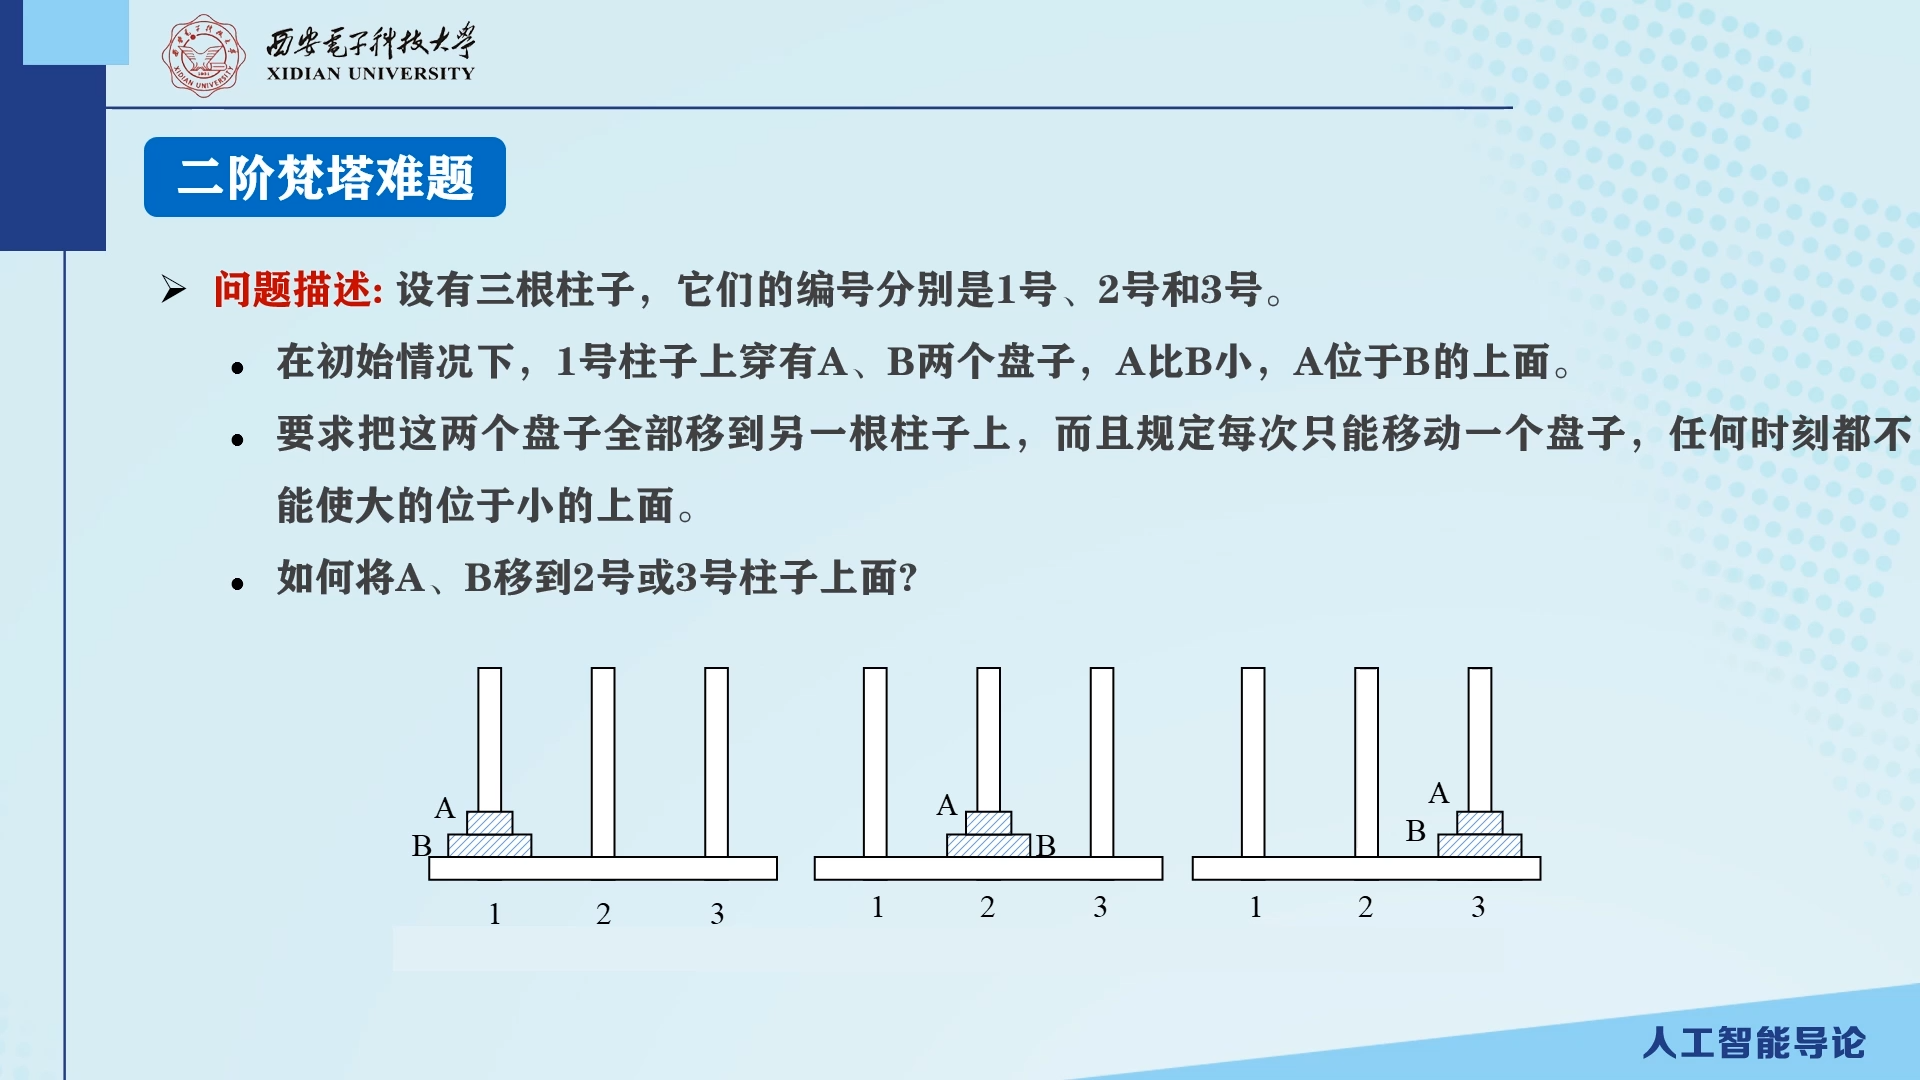 西安电子科技大学
XIDIAN UNIVERSITY
二阶梵塔难题
问题描述: 设有三根柱子，它们的编号分别是1号、2号和3号。
在初始情况下，1号柱子上穿有A、B两个盘子，A比B小，A位于B的上面。
要求把这两个盘子全部移到另一根柱子上，而且规定每次只能移动一个盘子，任何时刻都不
能使大的位于小的上面。
如何将A、B移到2号或3号柱子上面?
A
B
1 2 3
A
B
1 2 3
A
B
1 2 3
人工智能导论